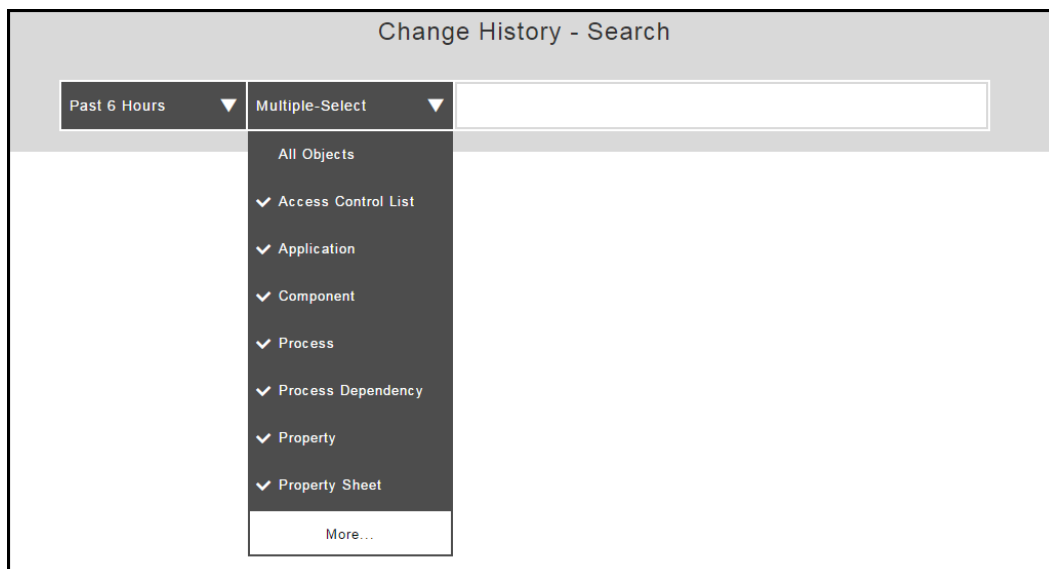 Change History - Search
Past 6 Hours
Multiple-Select
All Objects
Access Control List
Application
Component
Process
Process Dependency
Property
Property Sheet
More...